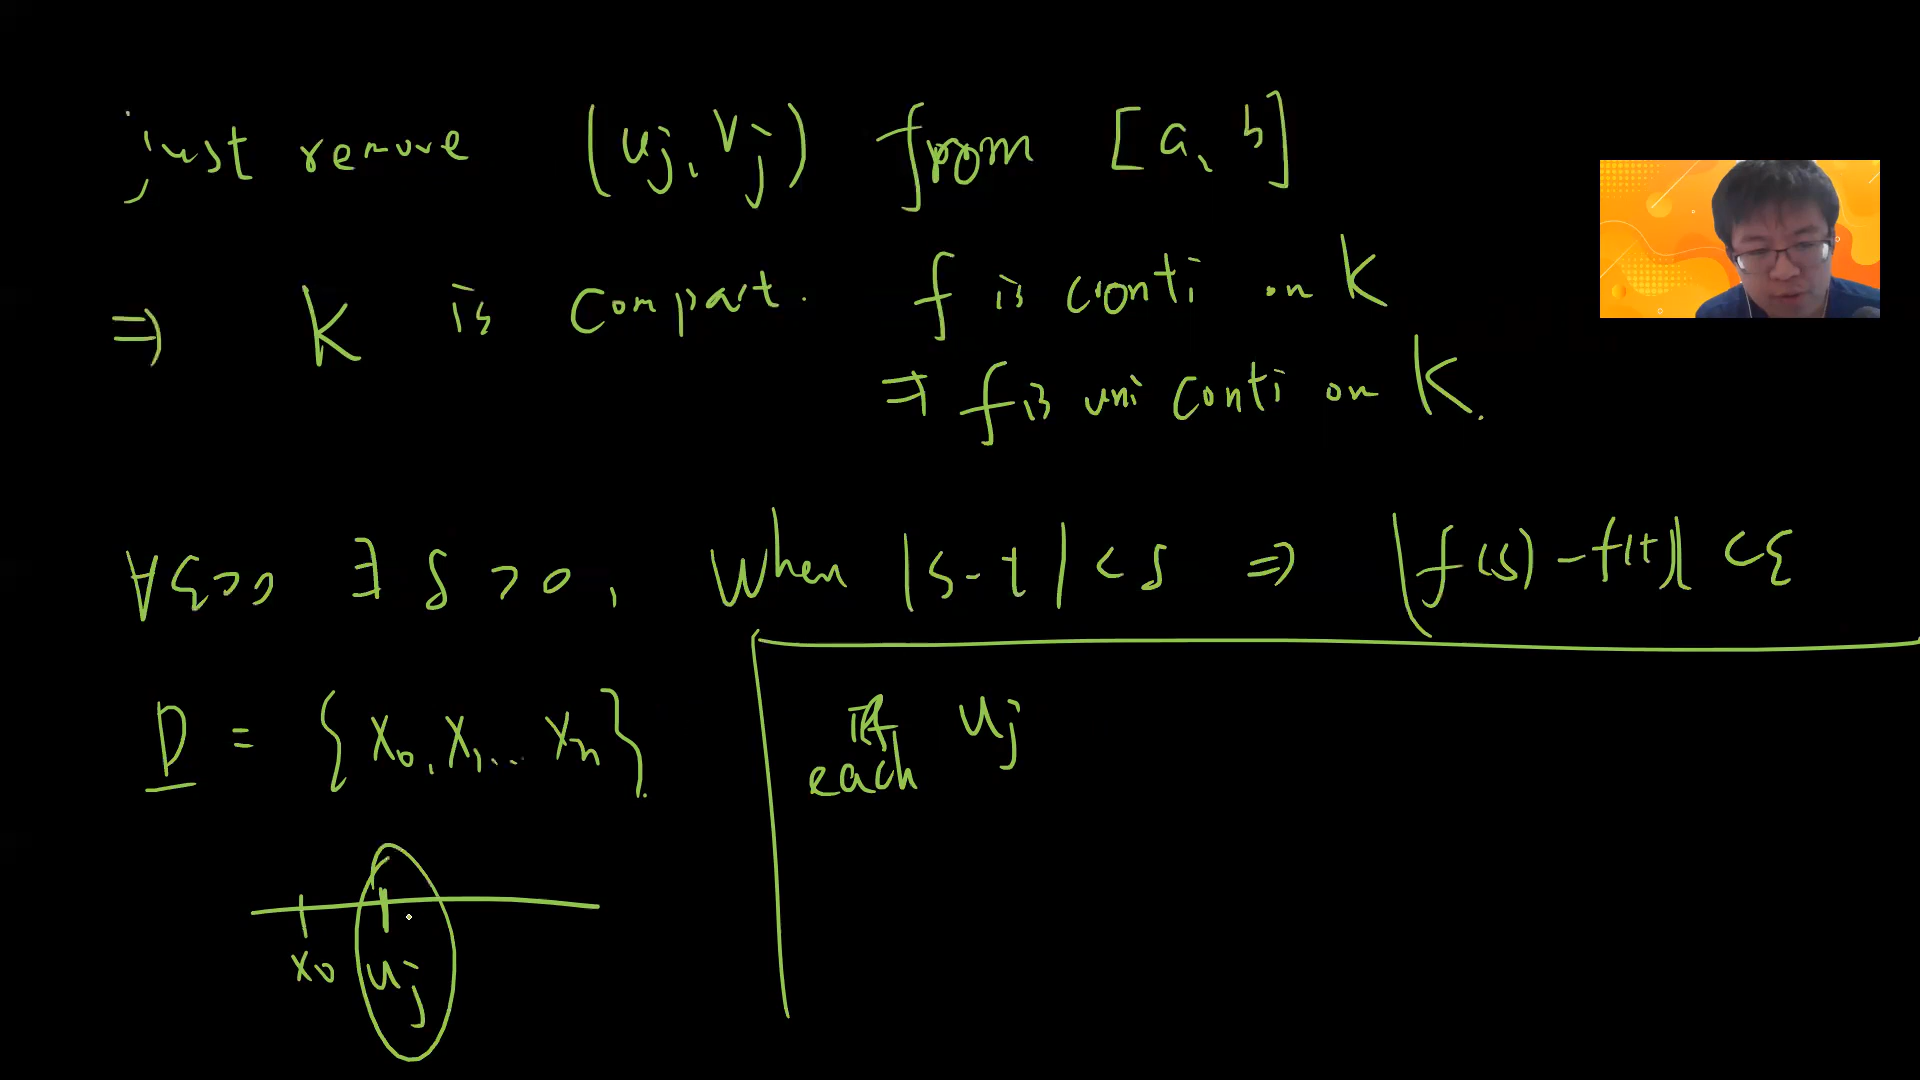 just remove (uj, vj) from [a, b]
⇒ K is compact. f is conti on K
⇒ f is uni conti on K.
∀ε>0 ∃ δ>0, when |s-t|<δ ⇒ |f(s)-f(t)|<ε
P = {x₀, x₁... xₙ}.
each uj
x₀ uj